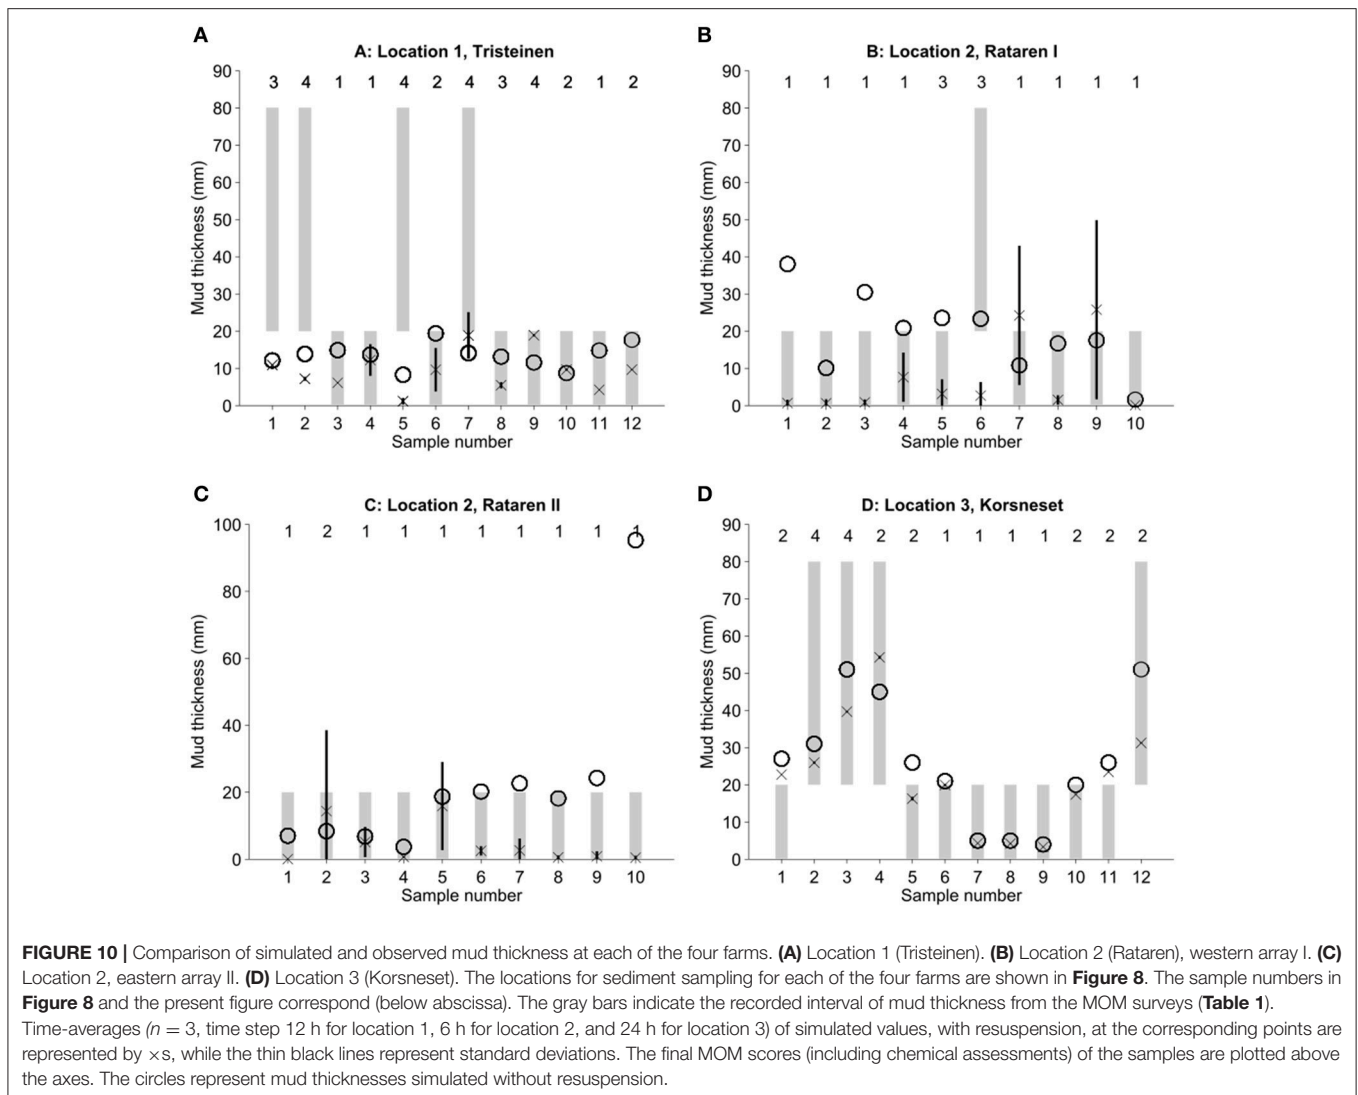 A
A: Location 1, Tristeinen
3 4 1 1 4 2 4 3 4 2 1 2
90
80
70
60
50
40
30
20
10
0
Mud thickness (mm)
1 2 3 4 5 6 7 8 9 10 11 12
Sample number
B
B: Location 2, Rataren I
1 1 1 1 3 3 1 1 1 1
90
80
70
60
50
40
30
20
10
0
Mud thickness (mm)
1 2 3 4 5 6 7 8 9 10
Sample number
C
C: Location 2, Rataren II
1 2 1 1 1 1 1 1 1 1
100
80
60
40
20
0
Mud thickness (mm)
1 2 3 4 5 6 7 8 9 10
Sample number
D
D: Location 3, Korsneset
2 4 4 2 2 1 1 1 1 2 2 2
90
80
70
60
50
40
30
20
10
0
Mud thickness (mm)
1 2 3 4 5 6 7 8 9 10 11 12
Sample number
FIGURE 10 | Comparison of simulated and observed mud thickness at each of the four farms. (A) Location 1 (Tristeinen). (B) Location 2 (Rataren), western array I. (C)
Location 2, eastern array II. (D) Location 3 (Korsneset). The locations for sediment sampling for each of the four farms are shown in Figure 8. The sample numbers in
Figure 8 and the present figure correspond (below abscissa). The gray bars indicate the recorded interval of mud thickness from the MOM surveys (Table 1).
Time-averages (n = 3, time step 12 h for location 1, 6 h for location 2, and 24 h for location 3) of simulated values, with resuspension, at the corresponding points are
represented by ×s, while the thin black lines represent standard deviations. The final MOM scores (including chemical assessments) of the samples are plotted above
the axes. The circles represent mud thicknesses simulated without resuspension.